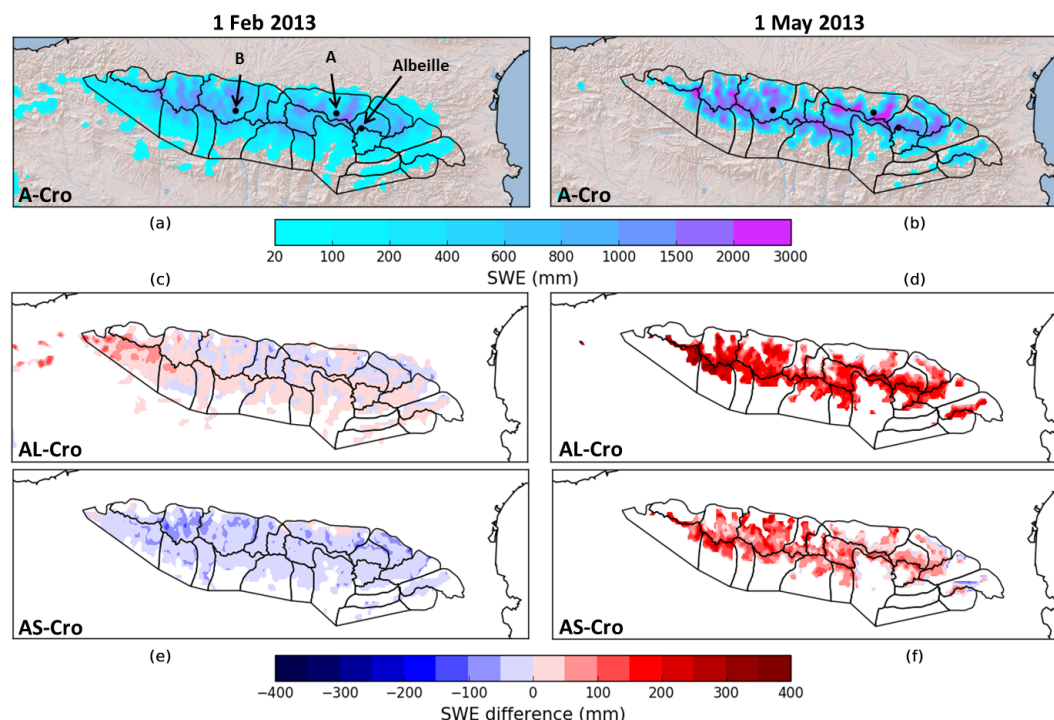 1 Feb 2013
1 May 2013
B
A
Albeille
A-Cro
A-Cro
(a)
(b)
20 100 200 400 600 800 1000 1500 2000 3000
SWE (mm)
(c)
(d)
AL-Cro
AL-Cro
AS-Cro
AS-Cro
(e)
(f)
−400 −300 −200 −100 0 100 200 300 400
SWE difference (mm)